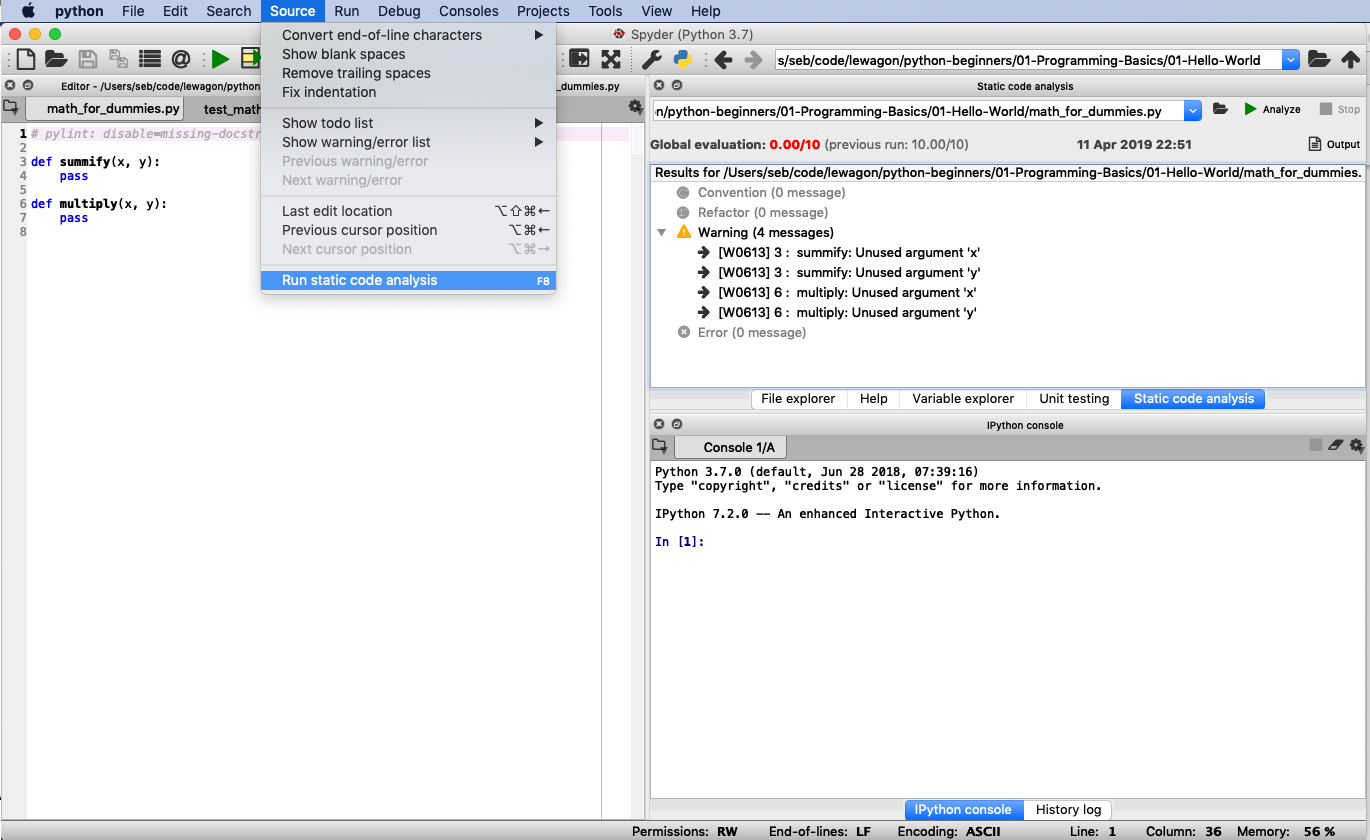 python File Edit Search Source Run Debug Consoles Projects Tools View Help
Spyder (Python 3.7)
s/seb/code/lewagon/python-beginners/01-Programming-Basics/01-Hello-World
Convert end-of-line characters
Show blank spaces
Remove trailing spaces
Fix indentation
Show todo list
Show warning/error list
Previous warning/error
Next warning/error
Last edit location ⌥⇧⌘←
Previous cursor position ⌥⌘←
Next cursor position ⌥⌘→
Run static code analysis F8
Editor - /Users/seb/code/lewagon/python
_dummies.py
math_for_dummies.py
test_math
1 # pylint: disable=missing-docstr
2
3 def summify(x, y):
4 pass
5
6 def multiply(x, y):
7 pass
8
Static code analysis
n/python-beginners/01-Programming-Basics/01-Hello-World/math_for_dummies.py Analyze Stop
Global evaluation: 0.00/10 (previous run: 10.00/10) 11 Apr 2019 22:51 Output
Results for /Users/seb/code/lewagon/python-beginners/01-Programming-Basics/01-Hello-World/math_for_dummies.
Convention (0 message)
Refactor (0 message)
Warning (4 messages)
[W0613] 3 : summify: Unused argument 'x'
[W0613] 3 : summify: Unused argument 'y'
[W0613] 6 : multiply: Unused argument 'x'
[W0613] 6 : multiply: Unused argument 'y'
Error (0 message)
File explorer Help Variable explorer Unit testing Static code analysis
IPython console
Console 1/A
Python 3.7.0 (default, Jun 28 2018, 07:39:16)
Type "copyright", "credits" or "license" for more information.
IPython 7.2.0 -- An enhanced Interactive Python.
In [1]:
IPython console History log
Permissions: RW End-of-lines: LF Encoding: ASCII Line: 1 Column: 36 Memory: 56 %